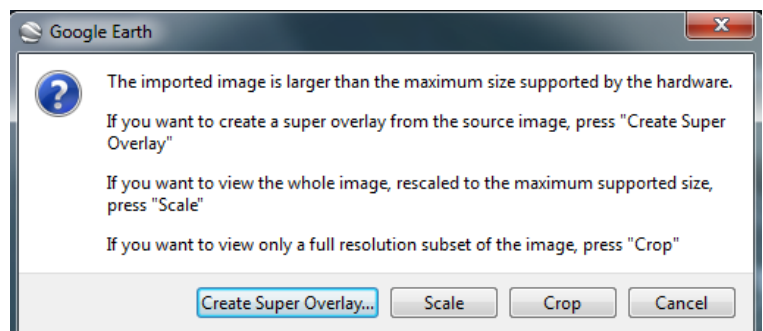 Google Earth
The imported image is larger than the maximum size supported by the hardware.
If you want to create a super overlay from the source image, press "Create Super
Overlay"
If you want to view the whole image, rescaled to the maximum supported size,
press "Scale"
If you want to view only a full resolution subset of the image, press "Crop"
Create Super Overlay... Scale Crop Cancel